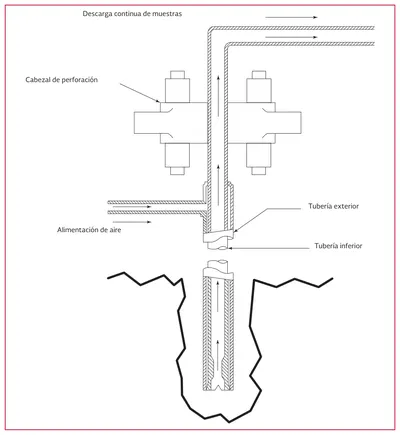 Descarga continua de muestras
Cabezal de perforación
Tubería exterior
Alimentación de aire
Tubería inferior